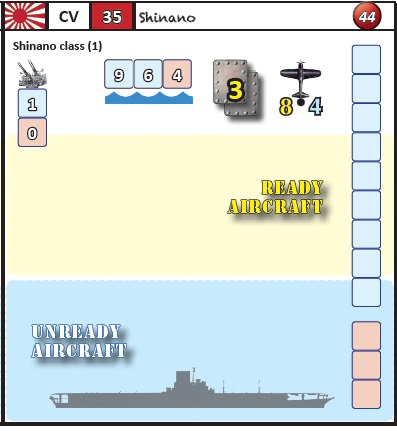 CV 35 Shinano 44
Shinano class (1)
9 6 4
3
8 4
1
0
READY
AIRCRAFT
UNREADY
AIRCRAFT